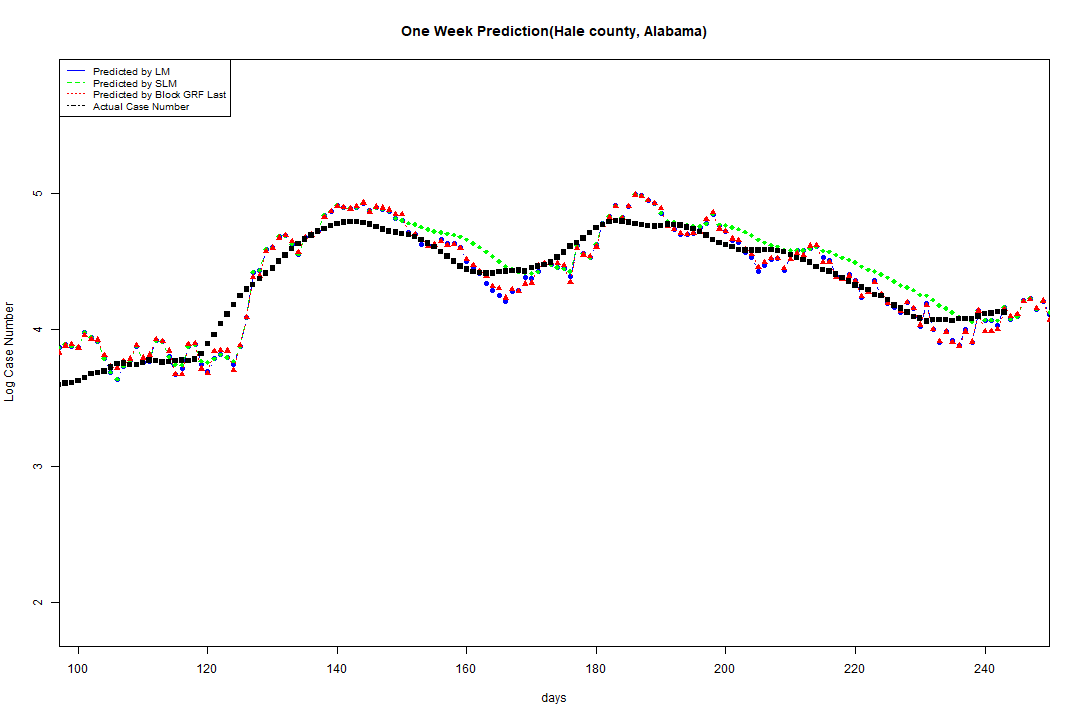 One Week Prediction(Hale county, Alabama)
Predicted by LM
Predicted by SLM
Predicted by Block GRF Last
Actual Case Number
5
4
3
2
Log Case Number
100 120 140 160 180 200 220 240
days